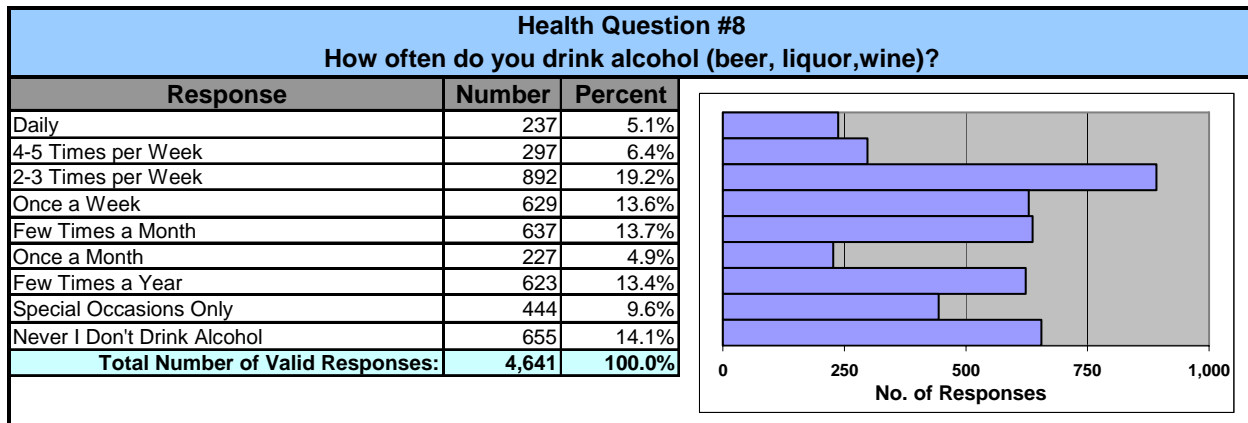 Health Question #8
How often do you drink alcohol (beer, liquor,wine)?
Response Number Percent
Daily 237 5.1%
4-5 Times per Week 297 6.4%
2-3 Times per Week 892 19.2%
Once a Week 629 13.6%
Few Times a Month 637 13.7%
Once a Month 227 4.9%
Few Times a Year 623 13.4%
Special Occasions Only 444 9.6%
Never I Don't Drink Alcohol 655 14.1%
Total Number of Valid Responses: 4,641 100.0%
0 250 500 750 1,000
No. of Responses